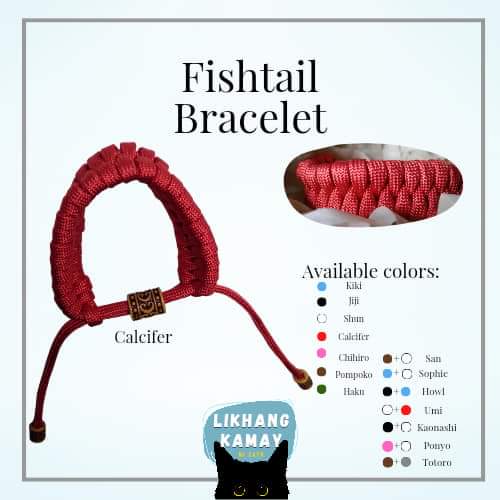 Fishtail
Bracelet
Calcifer
Available colors:
Kiki
Jiji
Shun
Calcifer
Chihiro
Pompoko
Haku
+ San
+ Sophie
+ Howl
+ Umi
+ Kaonashi
+ Ponyo
+ Totoro
LIKHANG
KAMAY